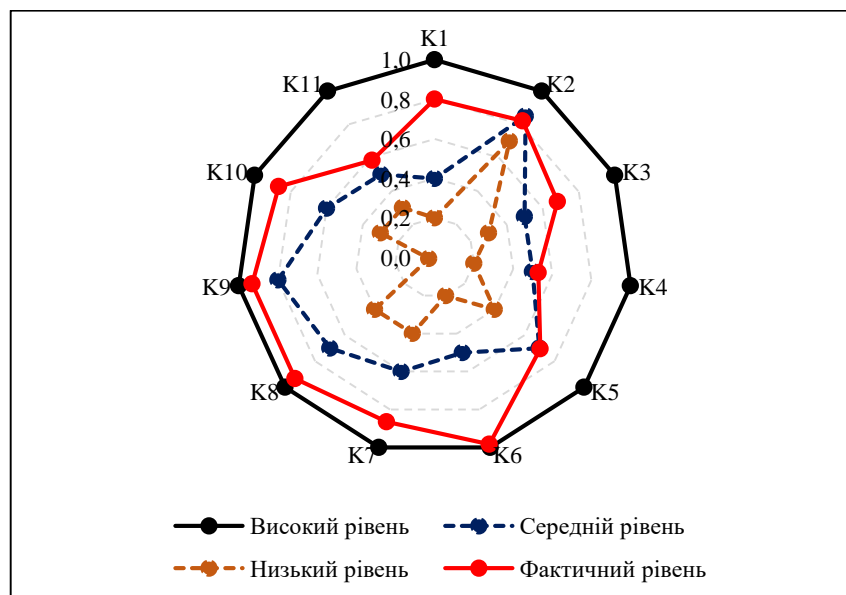 K1
1,0
K2
K11
0,8
0,6
K10
K3
0,4
0,2
0,0
K9
K4
K8
K5
K7
K6
Високий рівень
Середній рівень
Низький рівень
Фактичний рівень